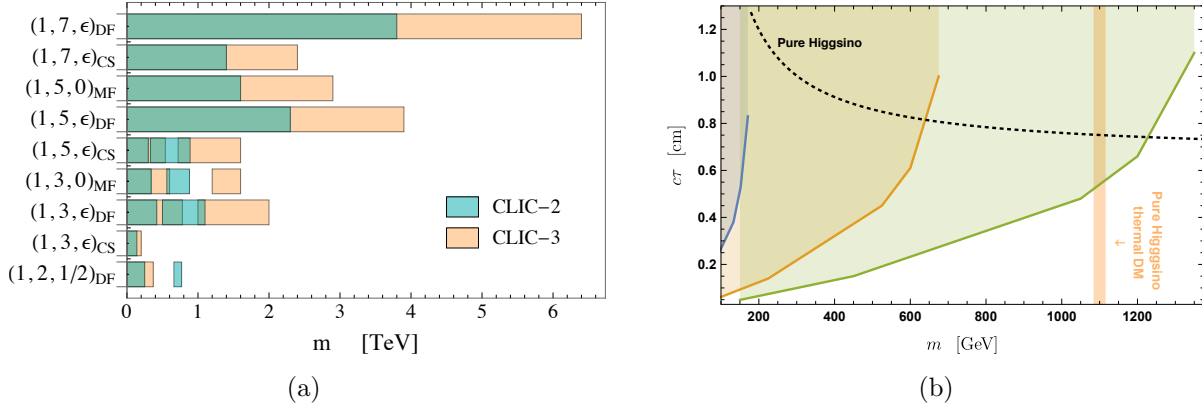 (1, 7, ϵ)DF
(1, 7, ϵ)CS
(1, 5, 0)MF
(1, 5, ϵ)DF
(1, 5, ϵ)CS
(1, 3, 0)MF
(1, 3, ϵ)DF
(1, 3, ϵ)CS
(1, 2, 1/2)DF
CLIC−2
CLIC−3
0 1 2 3 4 5 6
m [TeV]
(a)
1.2
1.0
0.8
0.6
0.4
0.2
cτ [cm]
Pure Higgsino
Pure Higggsino
thermal DM
↓
200 400 600 800 1000 1200
m [GeV]
(b)